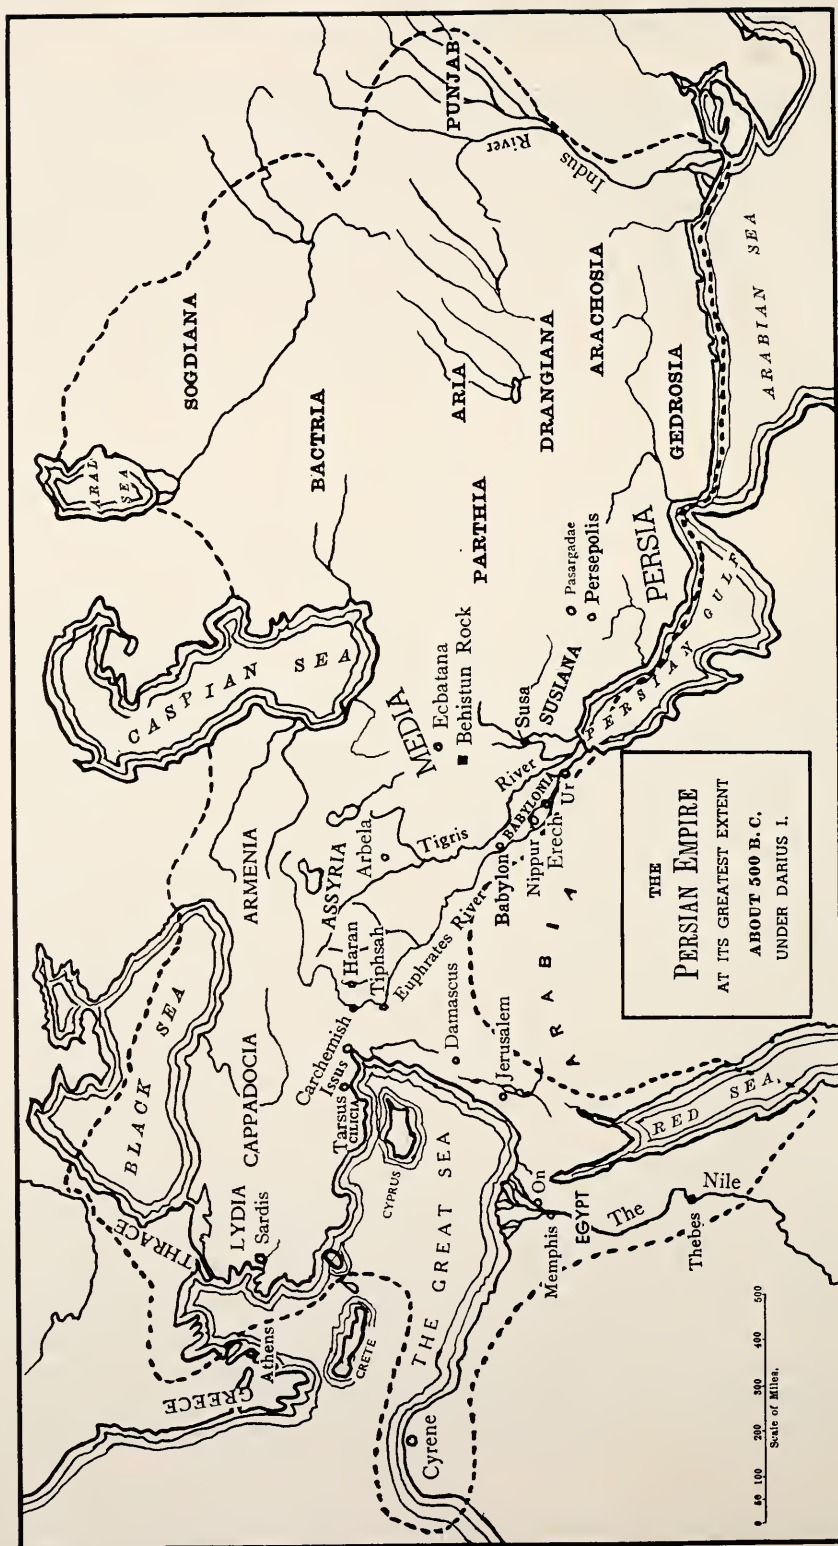 THE
PERSIAN EMPIRE
AT ITS GREATEST EXTENT
ABOUT 500 B. C.
UNDER DARIUS I.
GREECE
Athens
THRACE
CRETE
Cyrene
THE GREAT SEA
BLACK SEA
LYDIA
Sardis
CAPPADOCIA
Tarsus
CILICIA
Issus
CYPRUS
Carchemish
Haran
Tiphsah
ARMENIA
ASSYRIA
Arbela
Tigris River
Euphrates River
Damascus
Jerusalem
ARABIA
Babylon
BABYLONIA
Nippur
Erech
Ur
On
Memphis
EGYPT
The Nile
Thebes
RED SEA
CASPIAN SEA
MEDIA
Ecbatana
Behistun Rock
Susa
SUSIANA
PERSIAN GULF
ARAL
SEA
SOGDIANA
BACTRIA
PARTHIA
ARIA
DRANGIANA
ARACHOSIA
GEDROSIA
Pasargadae
Persepolis
PERSIA
PUNJAB
Indus River
ARABIAN SEA
0 50 100 200 300 400 500
Scale of Miles.